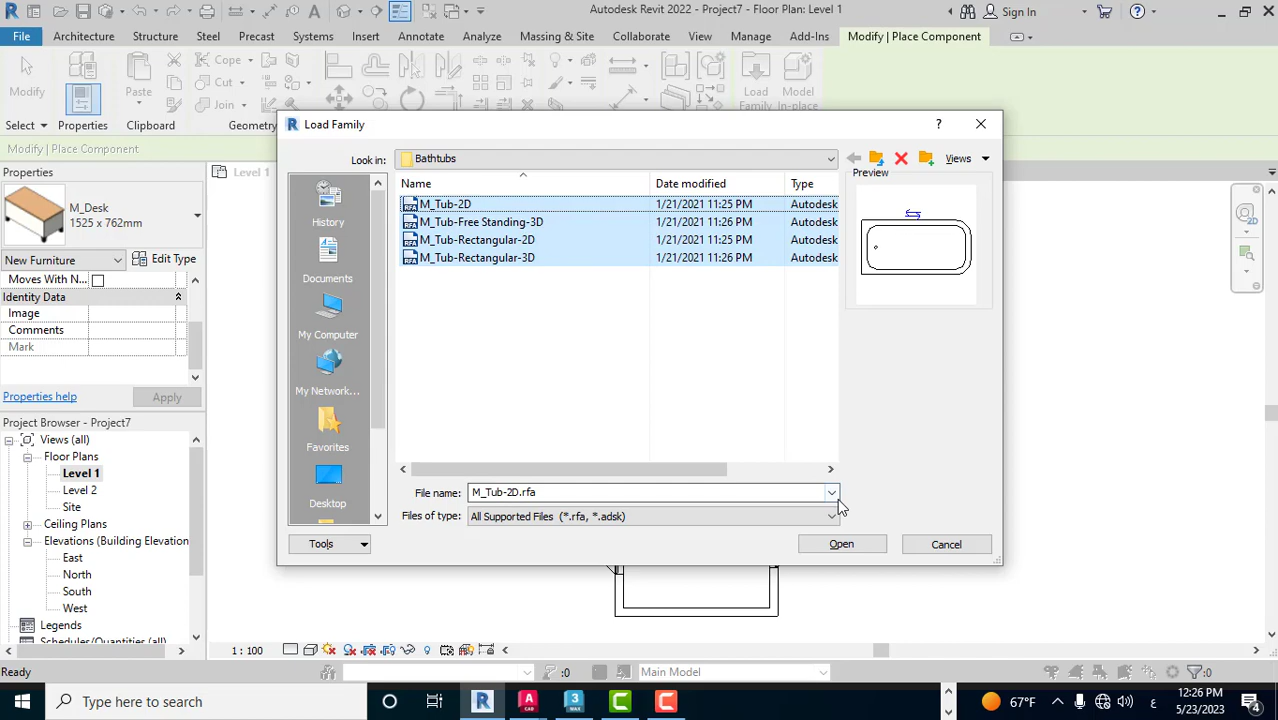 Autodesk Revit 2022 - Project7 - Floor Plan: Level 1
Sign In
File
Architecture
Structure
Steel
Precast
Systems
Insert
Annotate
Analyze
Massing & Site
Collaborate
View
Manage
Add-Ins
Modify | Place Component
Modify
Paste
Cope
Cut
Join
Load
Family
Model
In-place
Select
Properties
Clipboard
Geometry
Modify | Place Component
Properties
M_Desk
1525 x 762mm
New Furniture
Edit Type
Moves With N...
Identity Data
Image
Comments
Mark
Properties help
Apply
Project Browser - Project7
Views (all)
Floor Plans
Level 1
Level 2
Site
Ceiling Plans
Elevations (Building Elevation
East
North
South
West
Legends
Schedules/Quantities (all)
Level 1
Load Family
?
Look in:
Bathtubs
Views
Name
Date modified
Type
M_Tub-2D 1/21/2021 11:25 PM Autodesk
M_Tub-Free Standing-3D 1/21/2021 11:26 PM Autodesk
M_Tub-Rectangular-2D 1/21/2021 11:25 PM Autodesk
M_Tub-Rectangular-3D 1/21/2021 11:26 PM Autodesk
Preview
History
Documents
My Computer
My Network...
Favorites
Desktop
File name:
M_Tub-2D.rfa
Files of type:
All Supported Files (*.rfa, *.adsk)
Tools
Open
Cancel
1 : 100
Ready
:0
Main Model
:0
Type here to search
67°F
ع
12:26 PM
5/23/2023
4